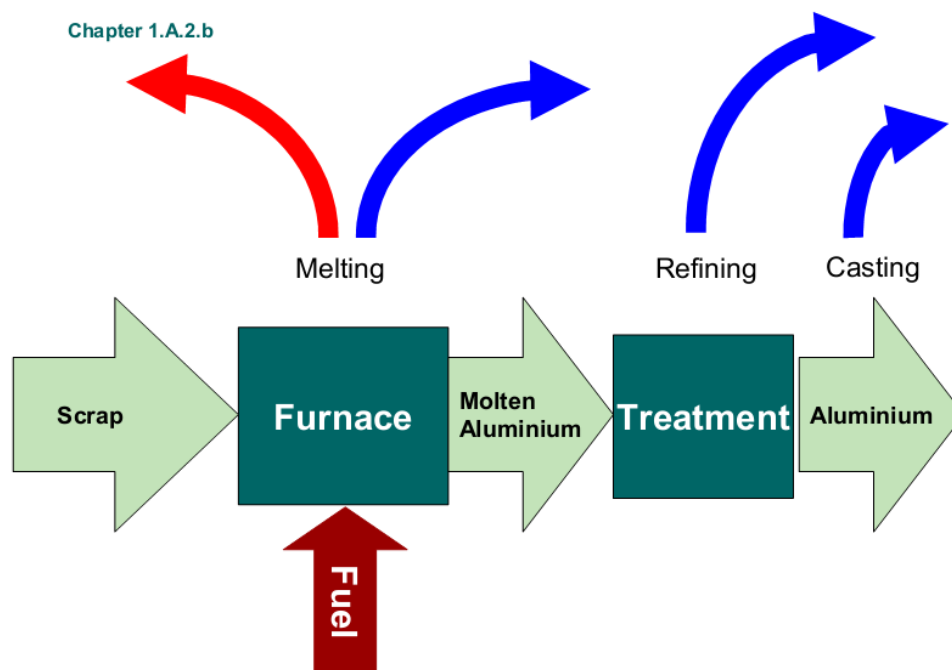 Chapter 1.A.2.b
Melting
Refining
Casting
Scrap
Furnace
Molten
Aluminium
Treatment
Aluminium
Fuel